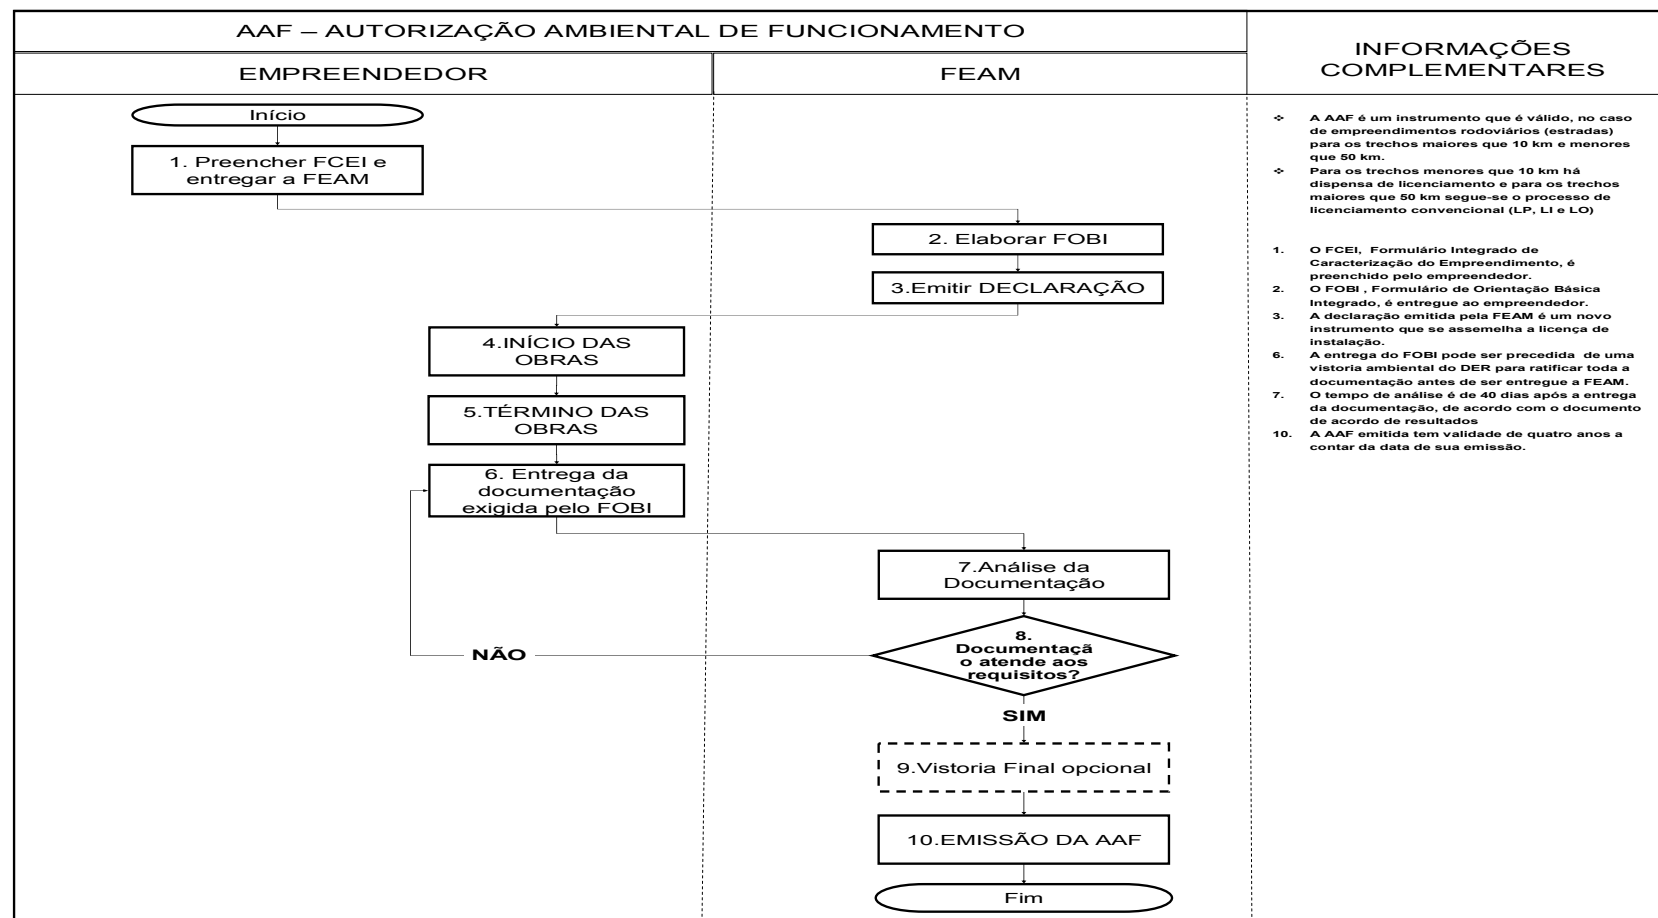 AAF – AUTORIZAÇÃO AMBIENTAL DE FUNCIONAMENTO
EMPREENDEDOR
FEAM
INFORMAÇÕES
COMPLEMENTARES
Início
1. Preencher FCEI e
entregar a FEAM
2. Elaborar FOBI
3.Emitir DECLARAÇÃO
4.INÍCIO DAS
OBRAS
5.TÉRMINO DAS
OBRAS
6. Entrega da
documentação
exigida pelo FOBI
7.Análise da
Documentação
8.
Documentaçã
o atende aos
requisitos?
NÃO
SIM
9.Vistoria Final opcional
10.EMISSÃO DA AAF
Fim
❖ A AAF é um instrumento que é válido, no caso
de empreendimentos rodoviários (estradas)
para os trechos maiores que 10 km e menores
que 50 km.
❖ Para os trechos menores que 10 km há
dispensa de licenciamento e para os trechos
maiores que 50 km segue-se o processo de
licenciamento convencional (LP, LI e LO)
1. O FCEI, Formulário Integrado de
Caracterização do Empreendimento, é
preenchido pelo empreendedor.
2. O FOBI , Formulário de Orientação Básica
Integrado, é entregue ao empreendedor.
3. A declaração emitida pela FEAM é um novo
instrumento que se assemelha a licença de
instalação.
6. A entrega do FOBI pode ser precedida de uma
vistoria ambiental do DER para ratificar toda a
documentação antes de ser entregue a FEAM.
7. O tempo de análise é de 40 dias após a entrega
da documentação, de acordo com o documento
de acordo de resultados
10. A AAF emitida tem validade de quatro anos a
contar da data de sua emissão.